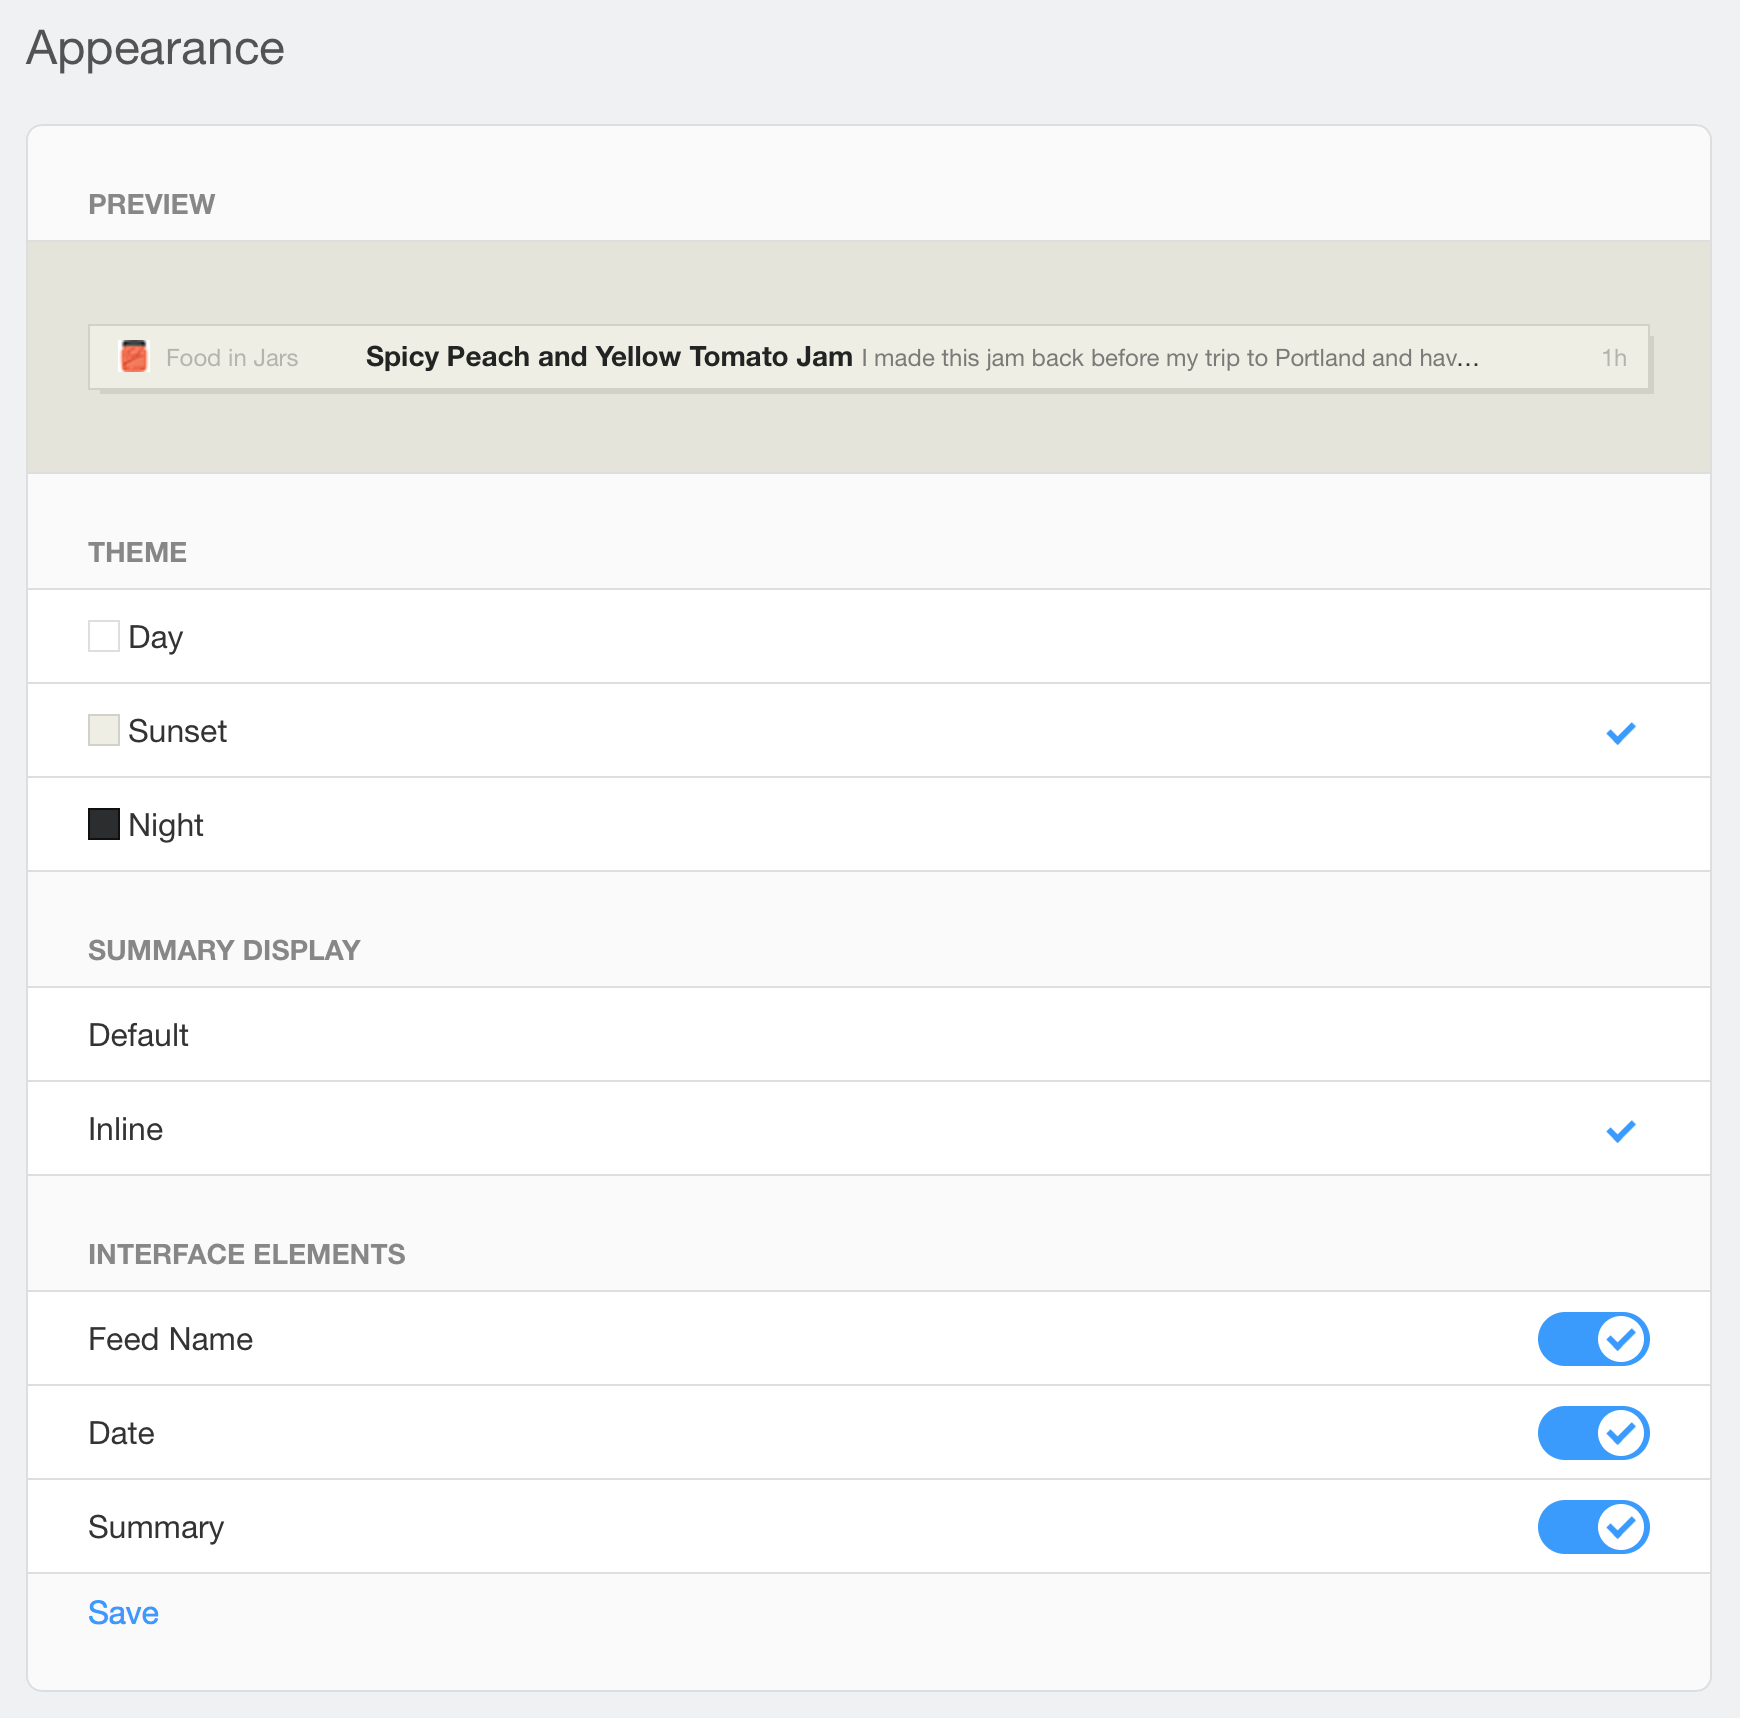 Appearance
PREVIEW
Food in Jars Spicy Peach and Yellow Tomato Jam I made this jam back before my trip to Portland and hav... 1h
THEME
Day
Sunset
Night
SUMMARY DISPLAY
Default
Inline
INTERFACE ELEMENTS
Feed Name
Date
Summary
Save